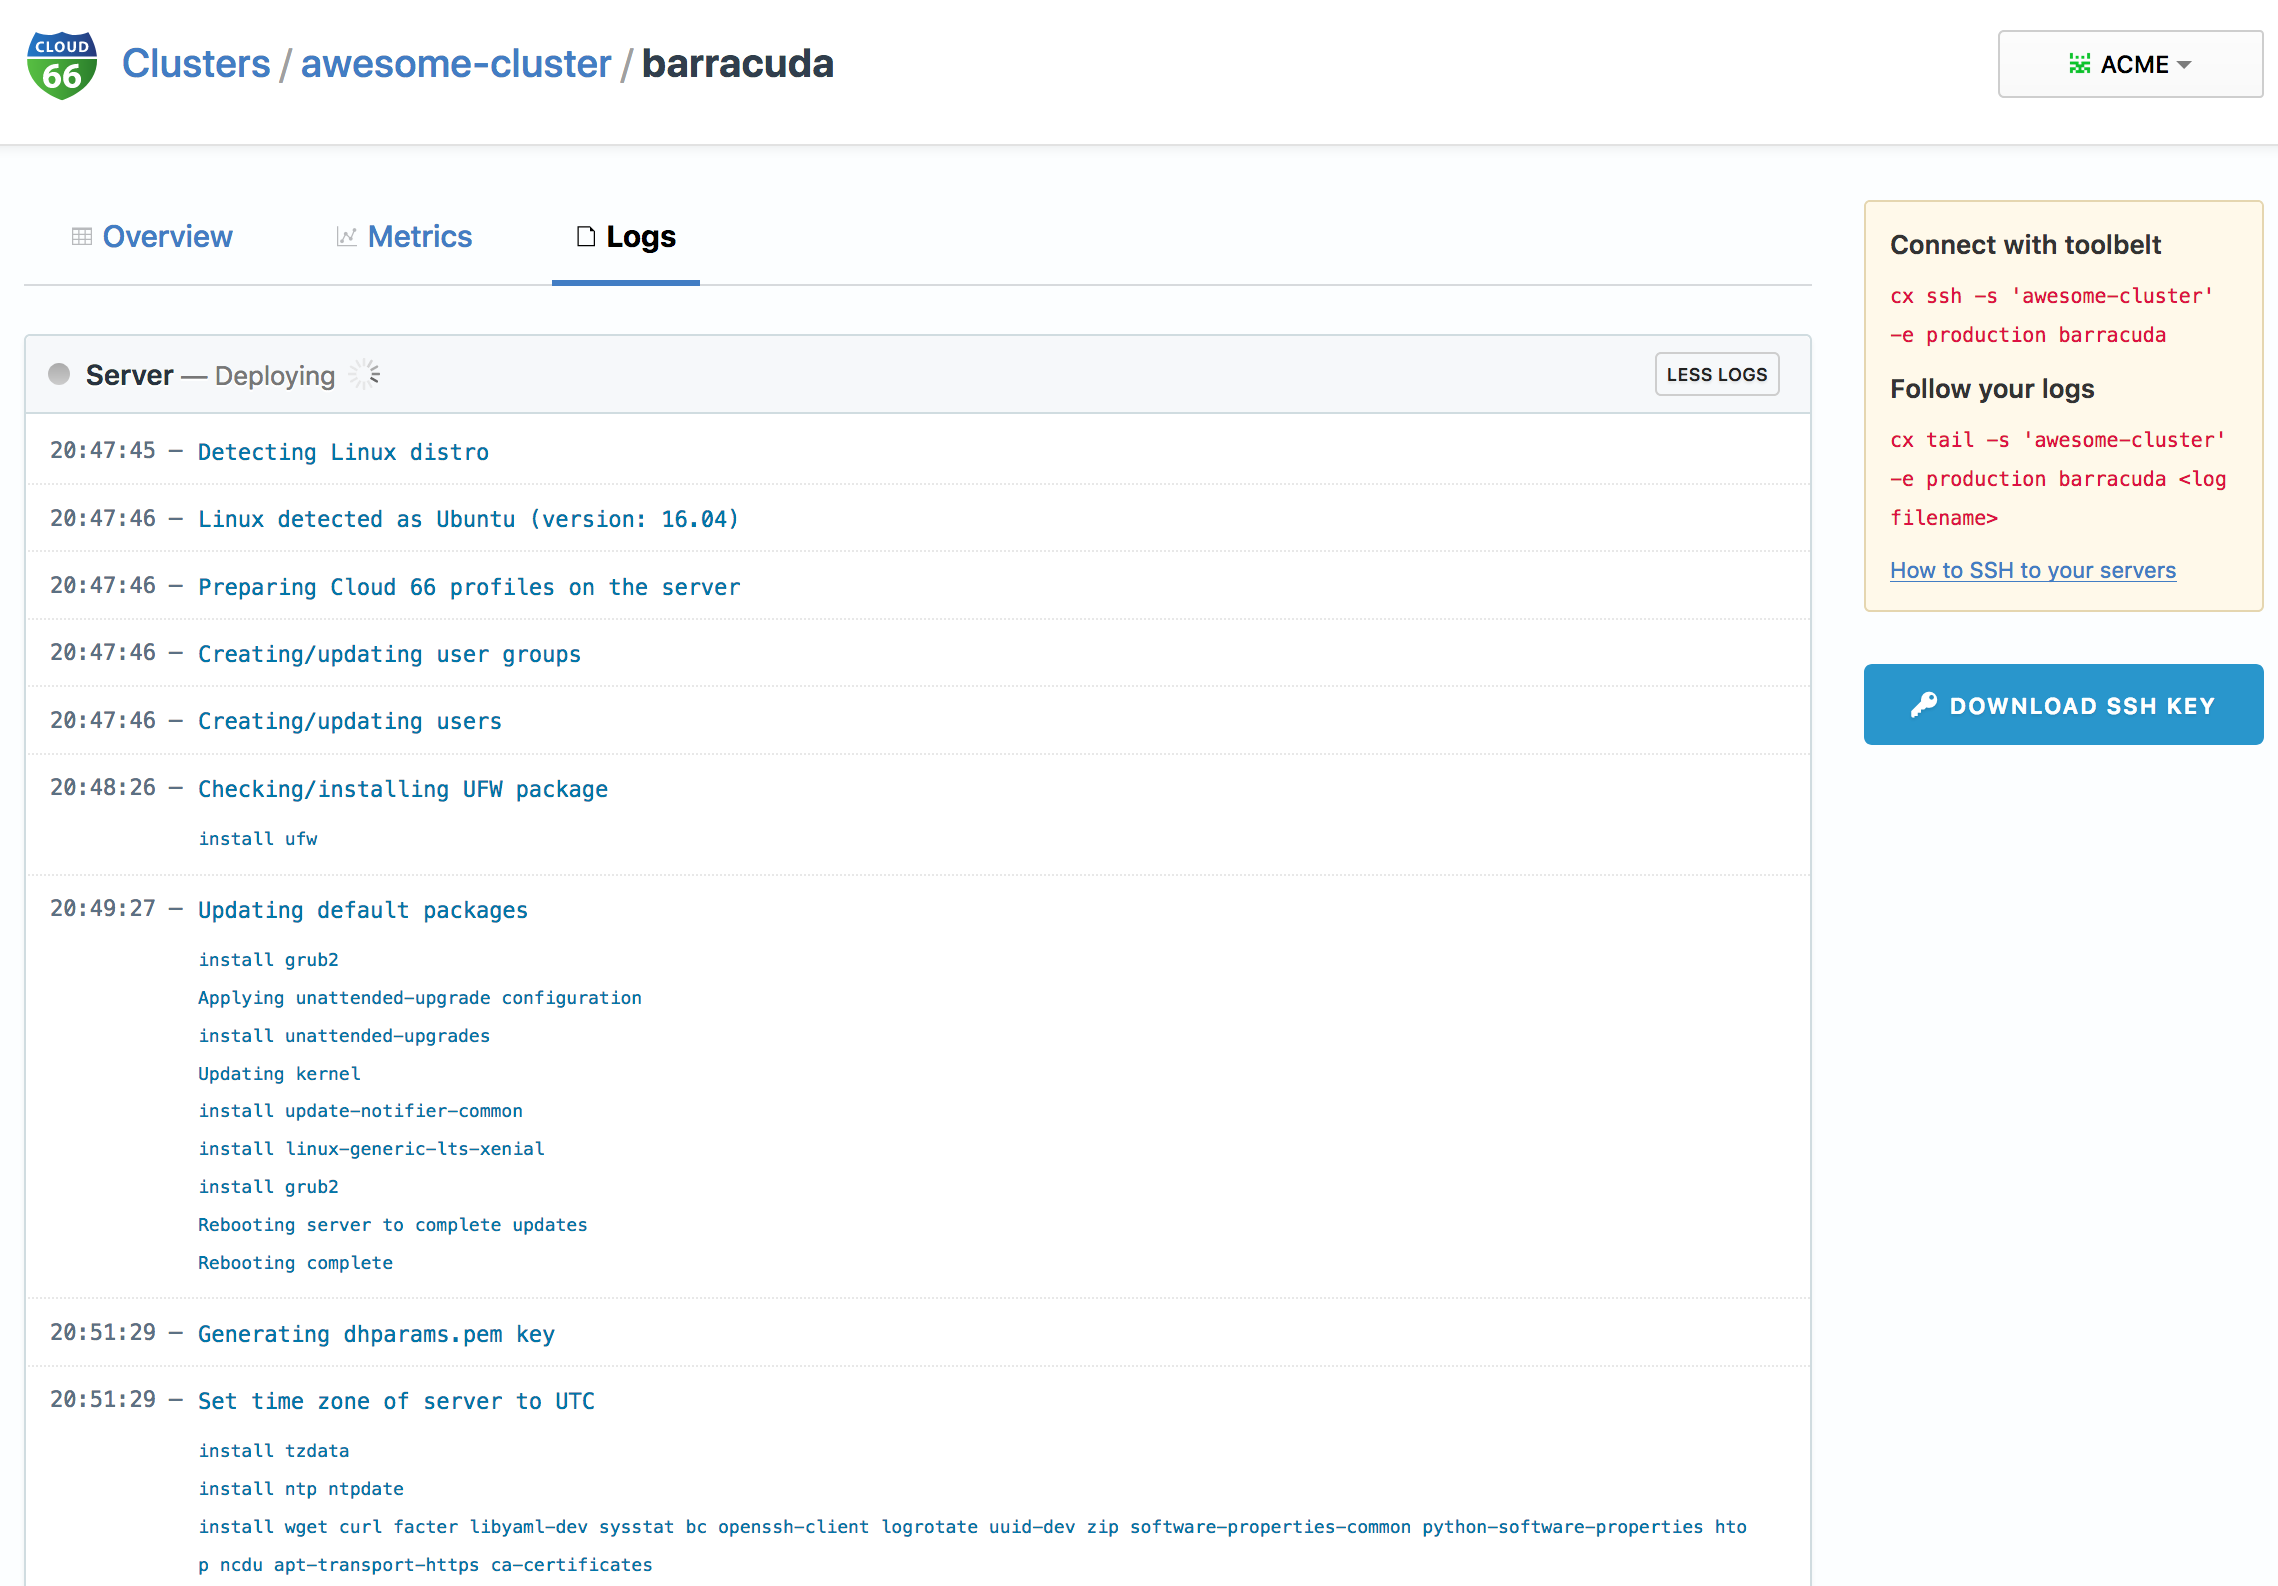 CLOUD
66
Clusters / awesome-cluster / barracuda
ACME
Overview
Metrics
Logs
Server — Deploying
LESS LOGS
20:47:45 – Detecting Linux distro
20:47:46 – Linux detected as Ubuntu (version: 16.04)
20:47:46 – Preparing Cloud 66 profiles on the server
20:47:46 – Creating/updating user groups
20:47:46 – Creating/updating users
20:48:26 – Checking/installing UFW package
install ufw
20:49:27 – Updating default packages
install grub2
Applying unattended-upgrade configuration
install unattended-upgrades
Updating kernel
install update-notifier-common
install linux-generic-lts-xenial
install grub2
Rebooting server to complete updates
Rebooting complete
20:51:29 – Generating dhparams.pem key
20:51:29 – Set time zone of server to UTC
install tzdata
install ntp ntpdate
install wget curl facter libyaml-dev sysstat bc openssh-client logrotate uuid-dev zip software-properties-common python-software-properties hto
p ncdu apt-transport-https ca-certificates
Connect with toolbelt
cx ssh -s 'awesome-cluster'
-e production barracuda
Follow your logs
cx tail -s 'awesome-cluster'
-e production barracuda <log
filename>
How to SSH to your servers
DOWNLOAD SSH KEY